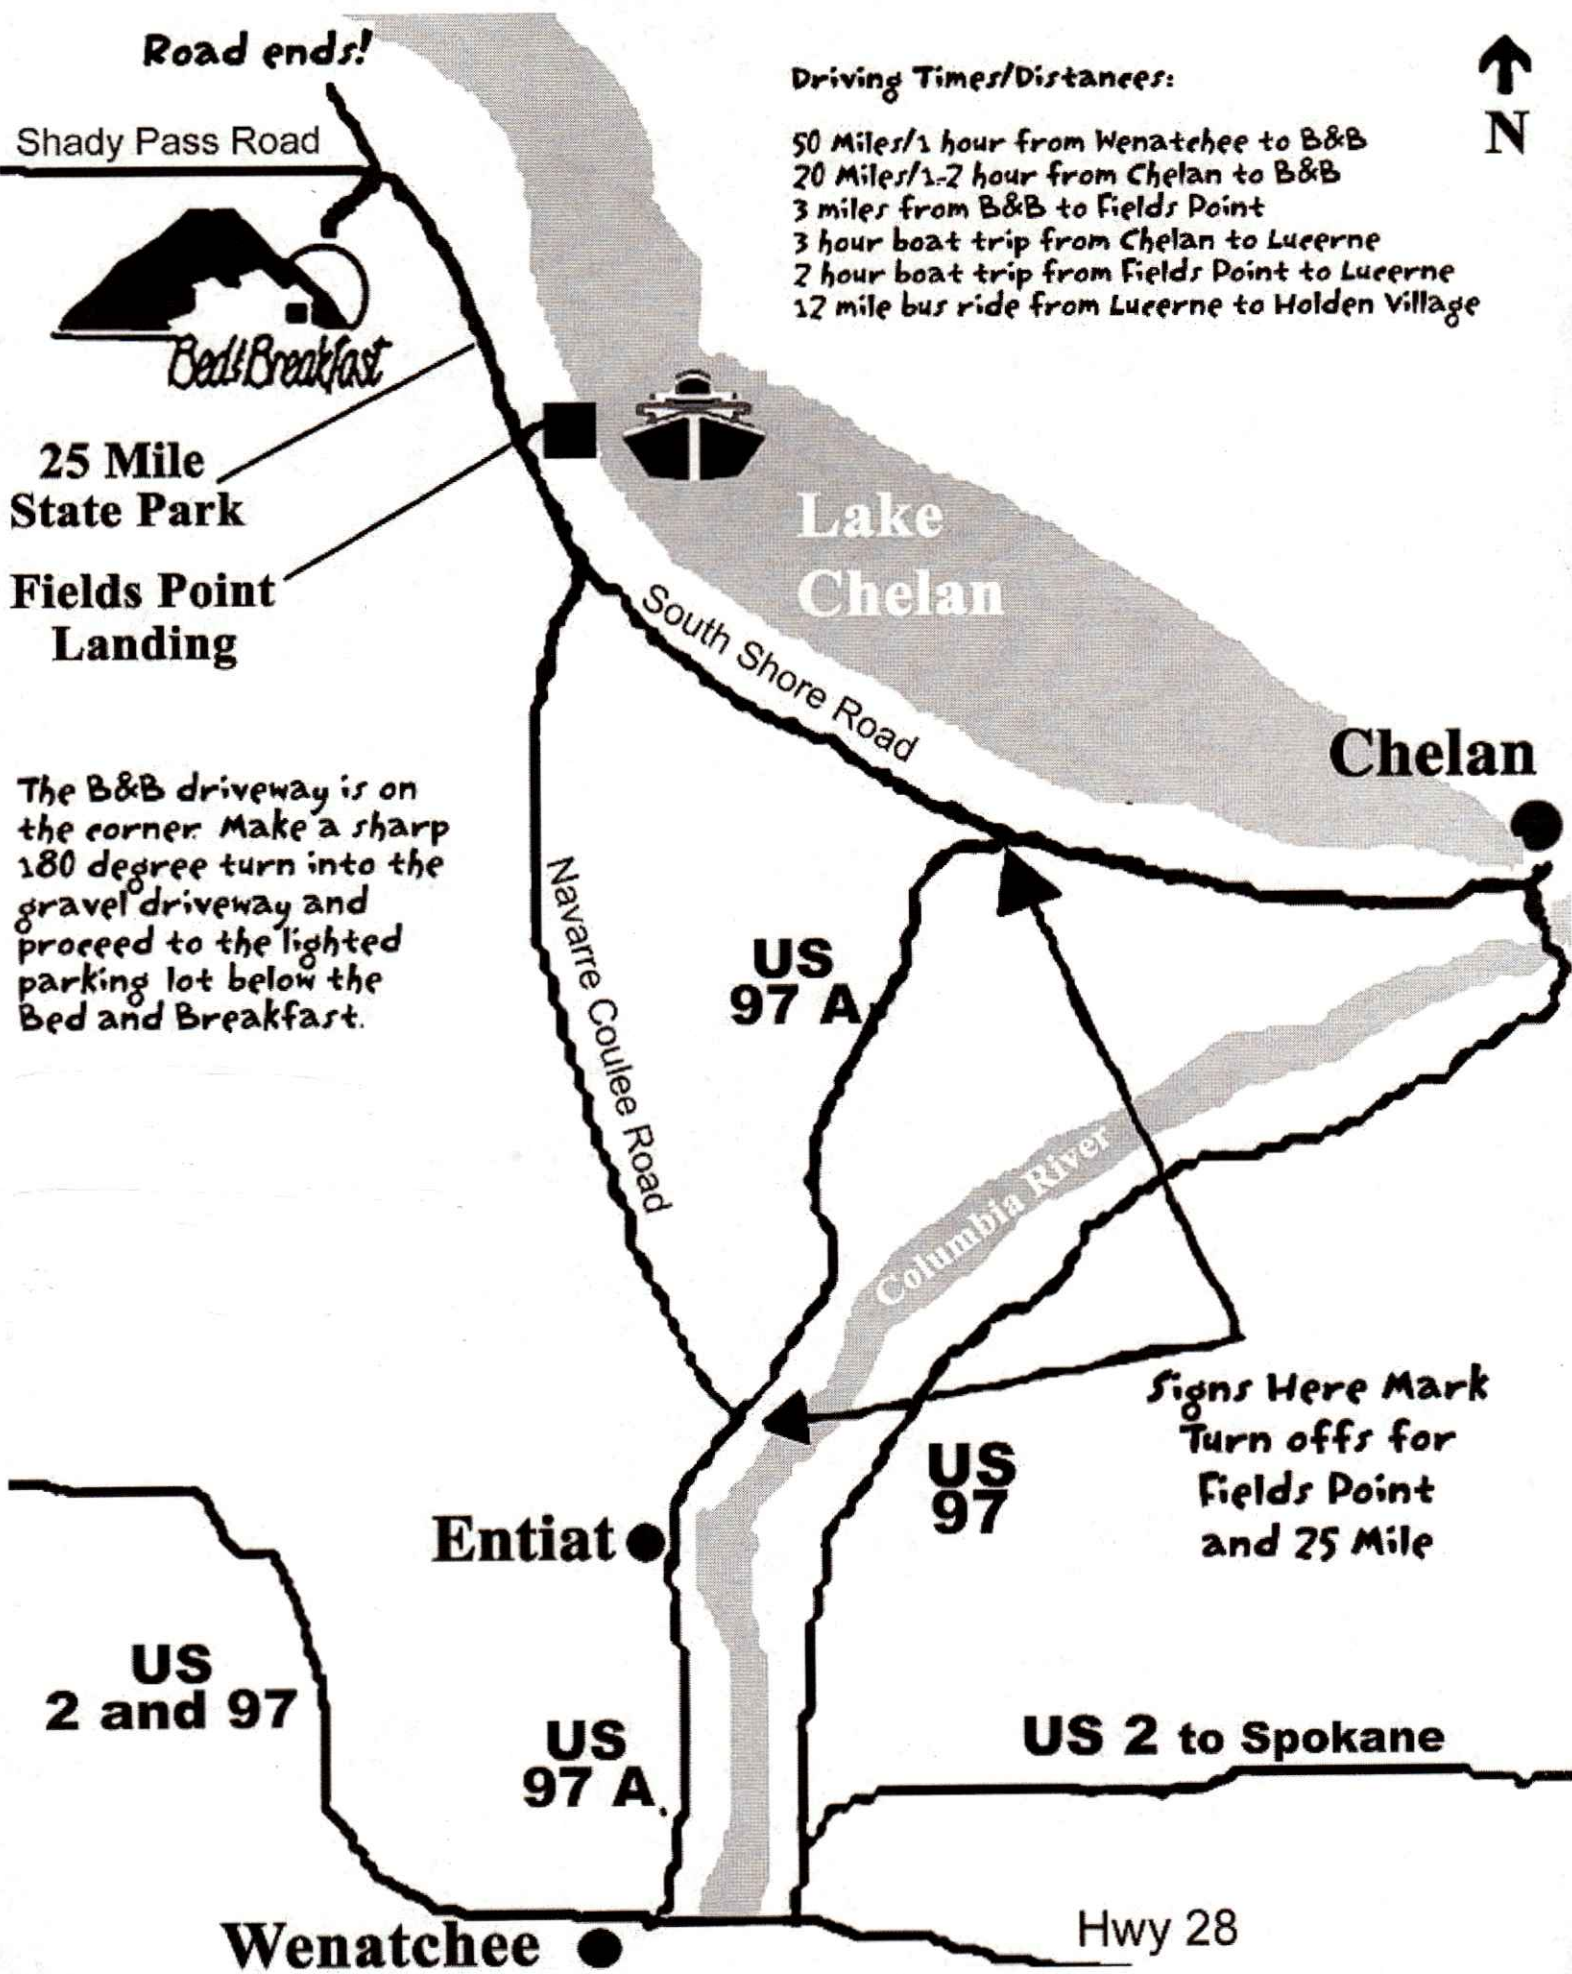 Road ends!
Shady Pass Road
Driving Times/Distances:
50 Miles/1 hour from Wenatchee to B&B
20 Miles/1-2 hour from Chelan to B&B
3 miles from B&B to Fields Point
3 hour boat trip from Chelan to Lucerne
2 hour boat trip from Fields Point to Lucerne
12 mile bus ride from Lucerne to Holden Village
N
Bed & Breakfast
25 Mile
State Park
Fields Point
Landing
Lake
Chelan
South Shore Road
Chelan
The B&B driveway is on
the corner. Make a sharp
180 degree turn into the
gravel driveway and
proceed to the lighted
parking lot below the
Bed and Breakfast.
Navarre Coulee Road
US
97 A
Columbia River
Signs Here Mark
Turn offs for
Fields Point
and 25 Mile
US
97
Entiat
US
2 and 97
US
97 A
US 2 to Spokane
Wenatchee
Hwy 28